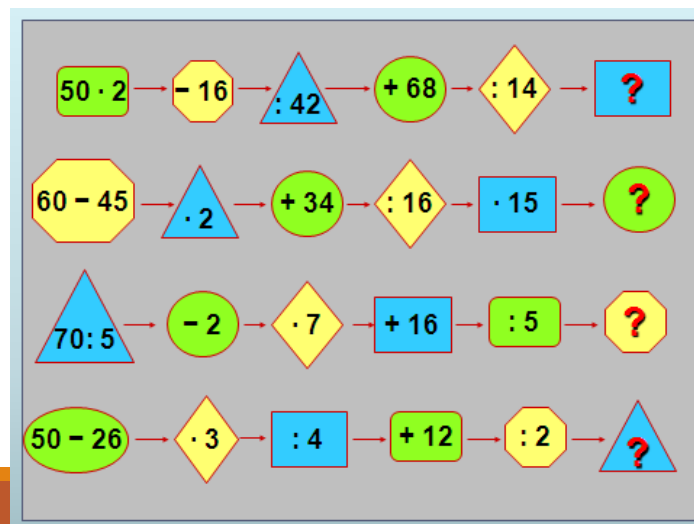 50 · 2 − 16 : 42 + 68 : 14 ?
60 − 45 · 2 + 34 : 16 · 15 ?
70: 5 − 2 · 7 + 16 : 5 ?
50 − 26 · 3 : 4 + 12 : 2 ?